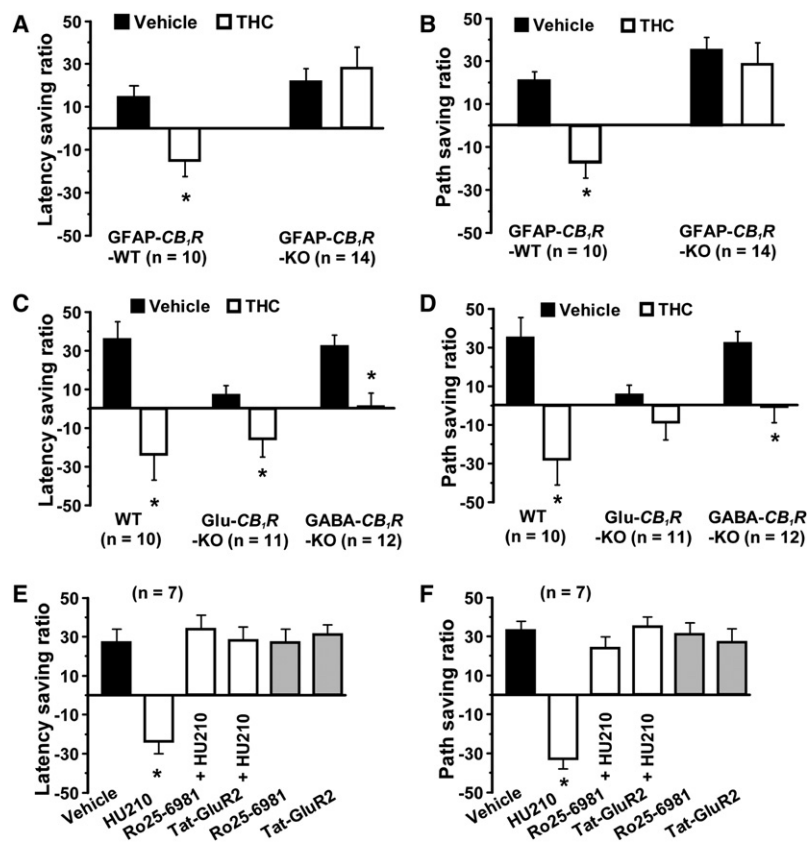 A
Vehicle THC
Latency saving ratio
50
30
10
-10
-30
-50
*
GFAP-CB₁R
-WT (n = 10)
GFAP-CB₁R
-KO (n = 14)
B
Vehicle THC
Path saving ratio
50
30
10
-10
-30
-50
*
GFAP-CB₁R
-WT (n = 10)
GFAP-CB₁R
-KO (n = 14)
C
Vehicle THC
Latency saving ratio
50
30
10
-10
-30
-50
*
*
*
WT
(n = 10)
Glu-CB₁R
-KO (n = 11)
GABA-CB₁R
-KO (n = 12)
D
Vehicle THC
Path saving ratio
50
30
10
-10
-30
-50
*
*
WT
(n = 10)
Glu-CB₁R
-KO (n = 11)
GABA-CB₁R
-KO (n = 12)
E
(n = 7)
Latency saving ratio
50
30
10
-10
-30
-50
*
Vehicle
HU210
Ro25-6981
+ HU210
Tat-GluR2
+ HU210
Ro25-6981
Tat-GluR2
F
(n = 7)
Path saving ratio
50
30
10
-10
-30
-50
*
Vehicle
HU210
Ro25-6981
+ HU210
Tat-GluR2
+ HU210
Ro25-6981
Tat-GluR2